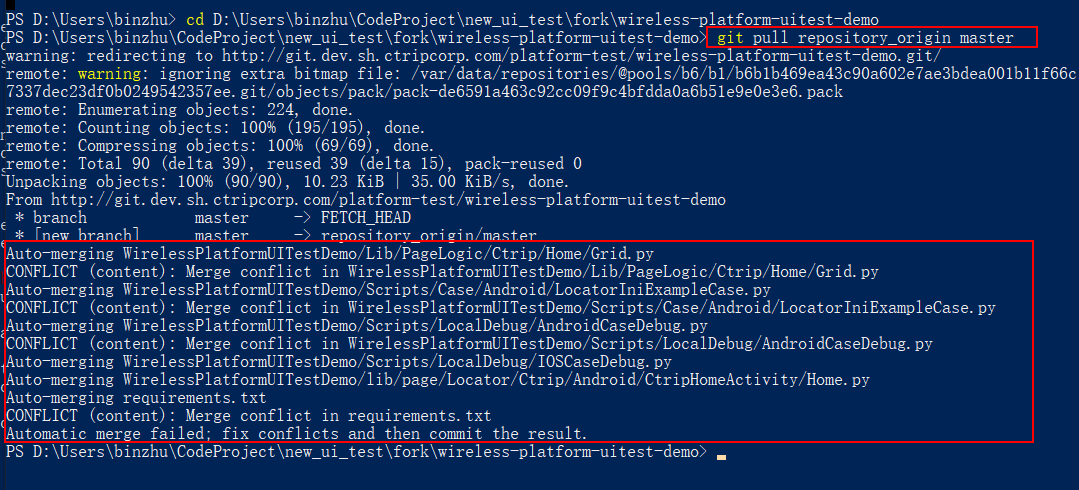 PS D:\Users\binzhu> cd D:\Users\binzhu\CodeProject\new_ui_test\fork\wireless-platform-uitest-demo
PS D:\Users\binzhu\CodeProject\new_ui_test\fork\wireless-platform-uitest-demo> git pull repository_origin master
warning: redirecting to http://git.dev.sh.ctripcorp.com/platform-test/wireless-platform-uitest-demo.git/
remote: warning: ignoring extra bitmap file: /var/data/repositories/@pools/b6/b1/b6b1b469ea43c90a602e7ae3bdea001b11f66c
7337dec23df0b0249542357ee.git/objects/pack/pack-de6591a463c92cc09f9c4bfdda0a6b51e9e0e3e6.pack
remote: Enumerating objects: 224, done.
remote: Counting objects: 100% (195/195), done.
remote: Compressing objects: 100% (69/69), done.
remote: Total 90 (delta 39), reused 39 (delta 15), pack-reused 0
Unpacking objects: 100% (90/90), 10.23 KiB | 35.00 KiB/s, done.
From http://git.dev.sh.ctripcorp.com/platform-test/wireless-platform-uitest-demo
 * branch            master     -> FETCH_HEAD
 * [new branch]      master     -> repository_origin/master
Auto-merging WirelessPlatformUITestDemo/Lib/PageLogic/Ctrip/Home/Grid.py
CONFLICT (content): Merge conflict in WirelessPlatformUITestDemo/Lib/PageLogic/Ctrip/Home/Grid.py
Auto-merging WirelessPlatformUITestDemo/Scripts/Case/Android/LocatorIniExampleCase.py
CONFLICT (content): Merge conflict in WirelessPlatformUITestDemo/Scripts/Case/Android/LocatorIniExampleCase.py
Auto-merging WirelessPlatformUITestDemo/Scripts/LocalDebug/AndroidCaseDebug.py
CONFLICT (content): Merge conflict in WirelessPlatformUITestDemo/Scripts/LocalDebug/AndroidCaseDebug.py
Auto-merging WirelessPlatformUITestDemo/Scripts/LocalDebug/IOSCaseDebug.py
Auto-merging WirelessPlatformUITestDemo/lib/page/Locator/Ctrip/Android/CtripHomeActivity/Home.py
Auto-merging requirements.txt
CONFLICT (content): Merge conflict in requirements.txt
Automatic merge failed; fix conflicts and then commit the result.
PS D:\Users\binzhu\CodeProject\new_ui_test\fork\wireless-platform-uitest-demo>